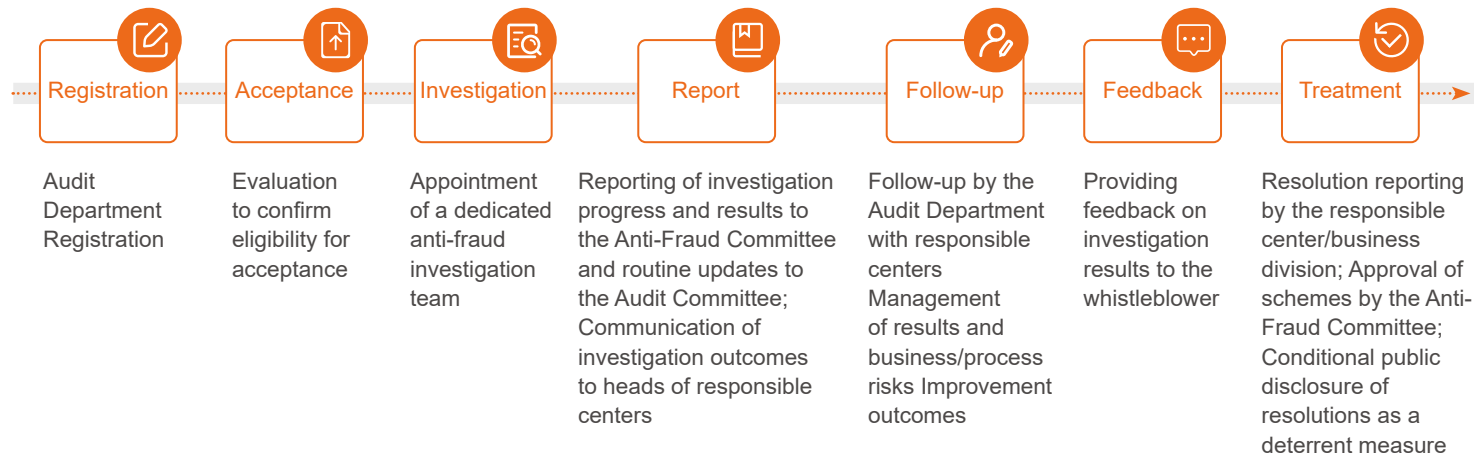 Registration
Acceptance
Investigation
Report
Follow-up
Feedback
Treatment
Audit
Department
Registration
Evaluation
to confirm
eligibility for
acceptance
Appointment
of a dedicated
anti-fraud
investigation
team
Reporting of investigation
progress and results to
the Anti-Fraud Committee
and routine updates to
the Audit Committee;
Communication of
investigation outcomes
to heads of responsible
centers
Follow-up by the
Audit Department
with responsible
centers
Management
of results and
business/process
risks Improvement
outcomes
Providing
feedback on
investigation
results to the
whistleblower
Resolution reporting
by the responsible
center/business
division; Approval of
schemes by the Anti-
Fraud Committee;
Conditional public
disclosure of
resolutions as a
deterrent measure